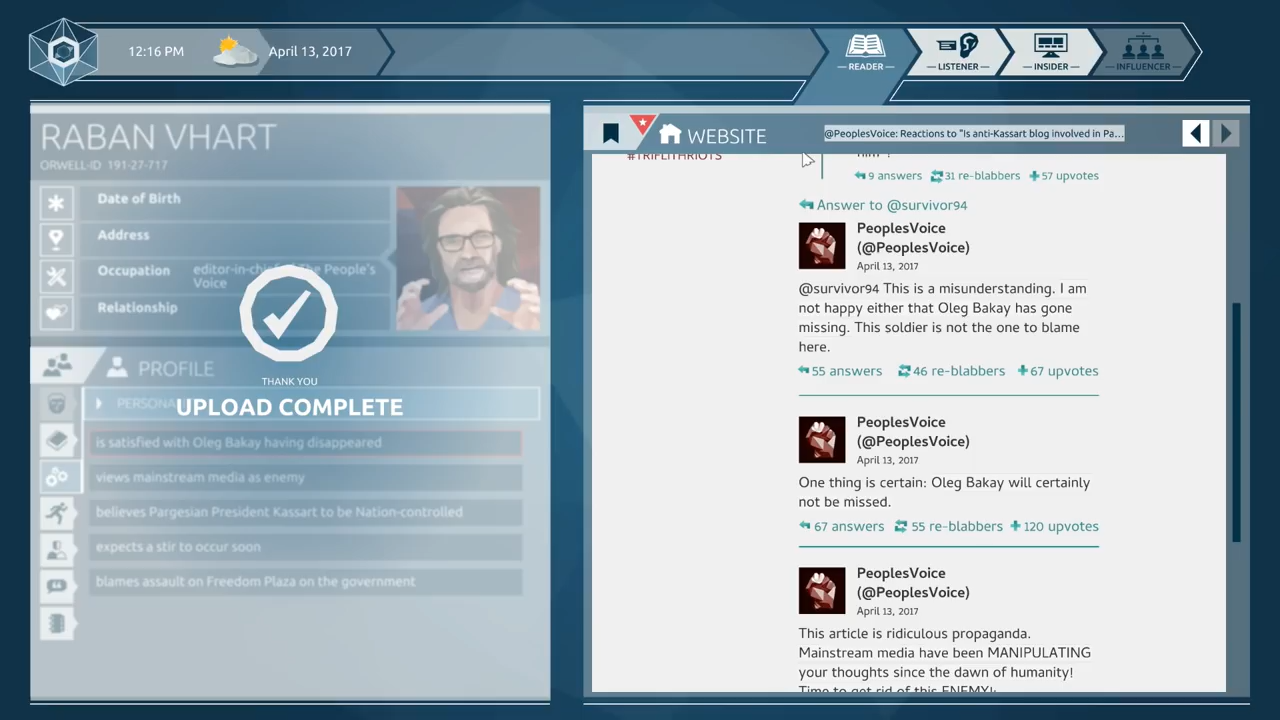 12:16 PM
April 13, 2017
READER
LISTENER
INSIDER
INFLUENCER
RABAN VHART
ORWELL-ID 191-27-717
Date of Birth
Address
Occupation editor-in-chief of The People's
Voice
Relationship
PROFILE
THANK YOU
UPLOAD COMPLETE
is satisfied with Oleg Bakay having disappeared
views mainstream media as enemy
believes Pargesian President Kassart to be Nation-controlled
expects a stir to occur soon
blames assault on Freedom Plaza on the government
WEBSITE
@PeoplesVoice: Reactions to "Is anti-Kassart blog involved in Pa...
#TRIFLITHRIOTS
9 answers 31 re-blabbers 57 upvotes
Answer to @survivor94
PeoplesVoice
(@PeoplesVoice)
April 13, 2017
@survivor94 This is a misunderstanding. I am
not happy either that Oleg Bakay has gone
missing. This soldier is not the one to blame
here.
55 answers 46 re-blabbers 67 upvotes
PeoplesVoice
(@PeoplesVoice)
April 13, 2017
One thing is certain: Oleg Bakay will certainly
not be missed.
67 answers 55 re-blabbers 120 upvotes
PeoplesVoice
(@PeoplesVoice)
April 13, 2017
This article is ridiculous propaganda.
Mainstream media have been MANIPULATING
your thoughts since the dawn of humanity!
Time to get rid of this ENEMY!